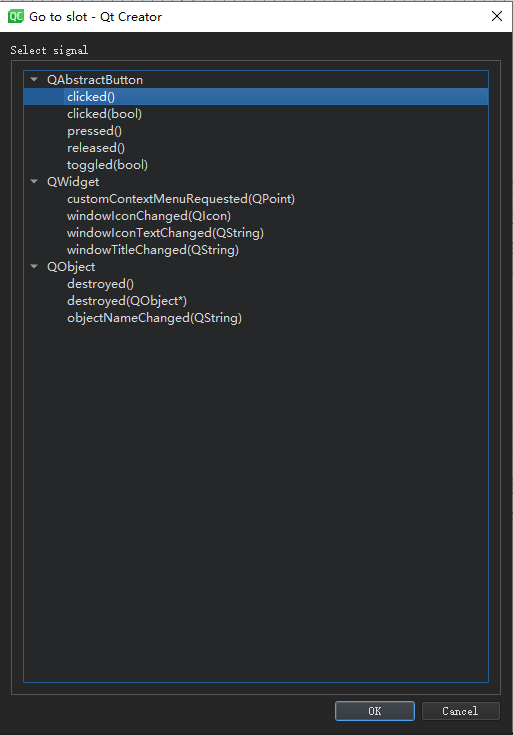 QC Go to slot - Qt Creator
Select signal
QAbstractButton
clicked()
clicked(bool)
pressed()
released()
toggled(bool)
QWidget
customContextMenuRequested(QPoint)
windowIconChanged(QIcon)
windowIconTextChanged(QString)
windowTitleChanged(QString)
QObject
destroyed()
destroyed(QObject*)
objectNameChanged(QString)
OK Cancel